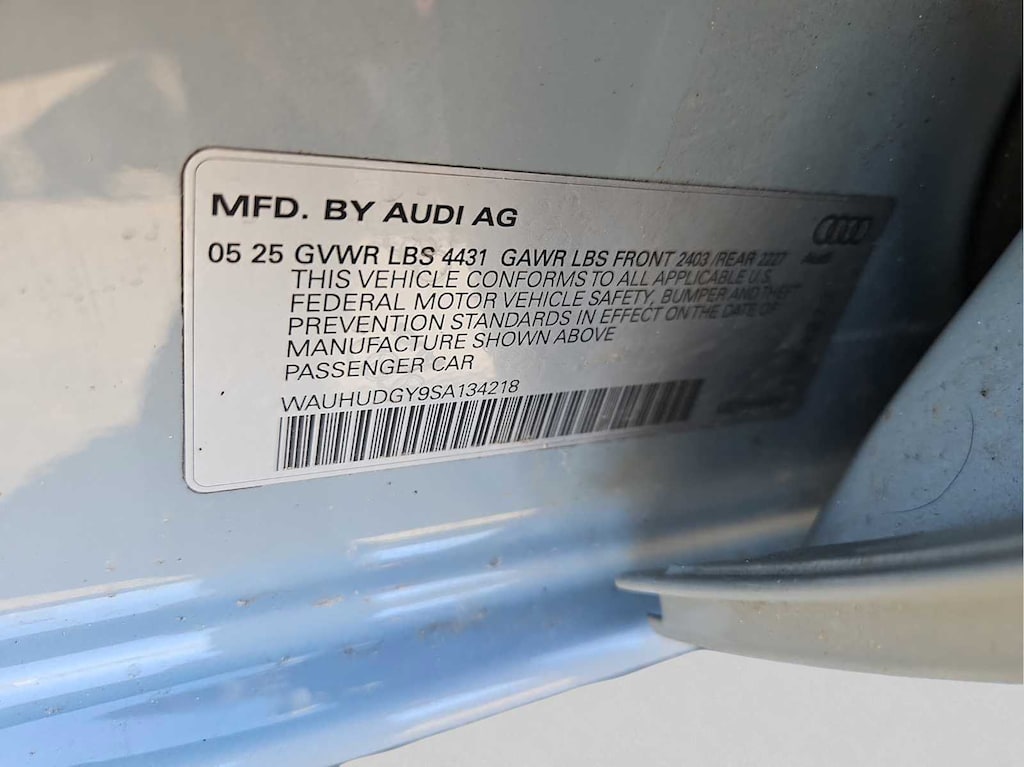 MFD. BY AUDI AG
05 25 GVWR LBS 4431 GAWR LBS FRONT 2403 /REAR 2227
Audi
THIS VEHICLE CONFORMS TO ALL APPLICABLE U.S.
FEDERAL MOTOR VEHICLE SAFETY, BUMPER AND THEFT
PREVENTION STANDARDS IN EFFECT ON THE DATE OF
MANUFACTURE SHOWN ABOVE
PASSENGER CAR
WAUHUDGY9SA134218